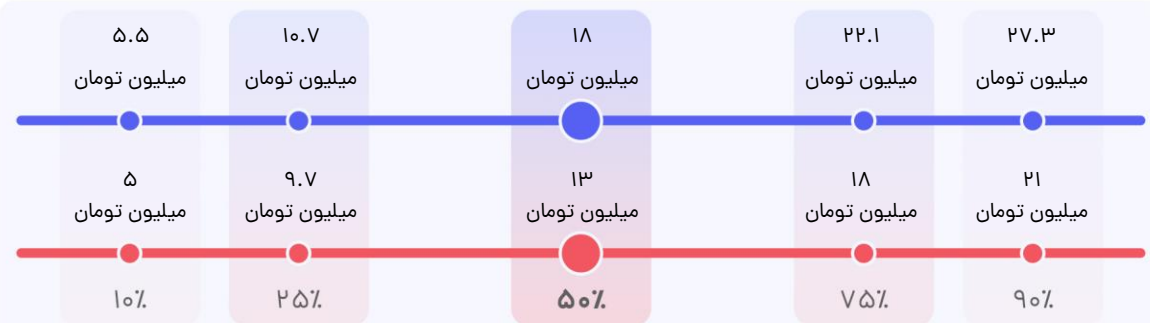 ۵.۵ ۱۰.۷ ۱۸ ۲۲.۱ ۲۷.۳
میلیون تومان میلیون تومان میلیون تومان میلیون تومان میلیون تومان
۵ ۹.۷ ۱۳ ۱۸ ۲۱
میلیون تومان میلیون تومان میلیون تومان میلیون تومان میلیون تومان
۱۰٪ ۲۵٪ ۵۰٪ ۷۵٪ ۹۰٪